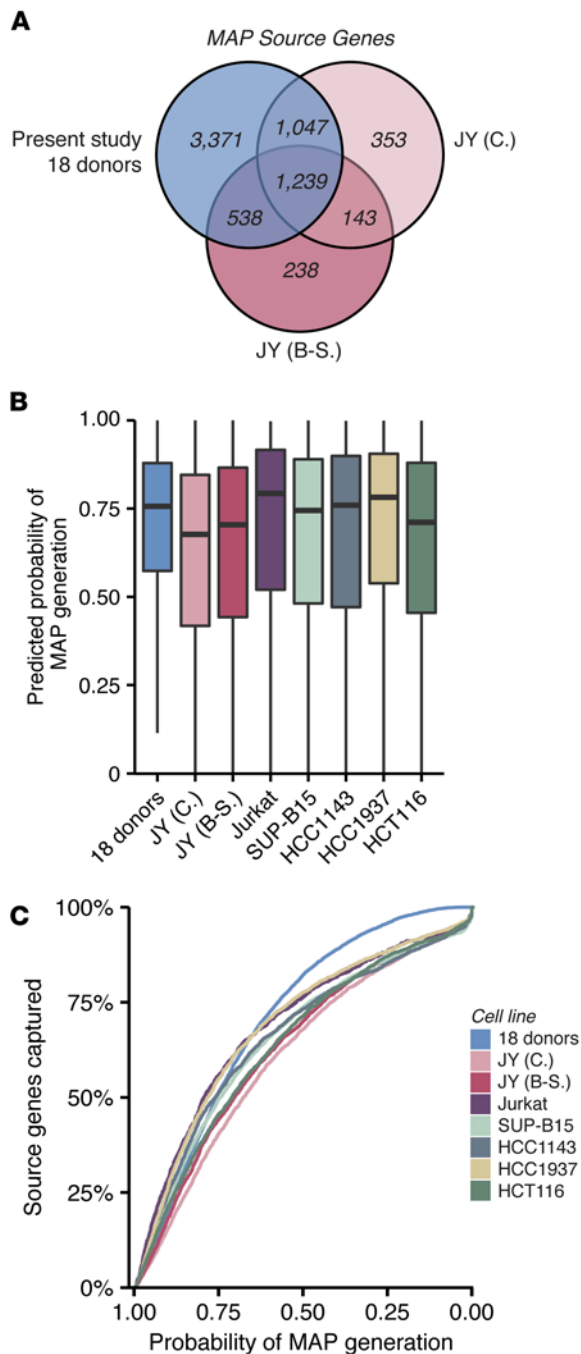 A
MAP Source Genes
Present study
18 donors
3,371
1,047
353
JY (C.)
1,239
538
143
238
JY (B-S.)
B
Predicted probability of
MAP generation
1.00
0.75
0.50
0.25
0
18 donors
JY (C.)
JY (B-S.)
Jurkat
SUP-B15
HCC1143
HCC1937
HCT116
C
Source genes captured
100%
75%
50%
25%
0%
1.00
0.75
0.50
0.25
0.00
Probability of MAP generation
Cell line
18 donors
JY (C.)
JY (B-S.)
Jurkat
SUP-B15
HCC1143
HCC1937
HCT116